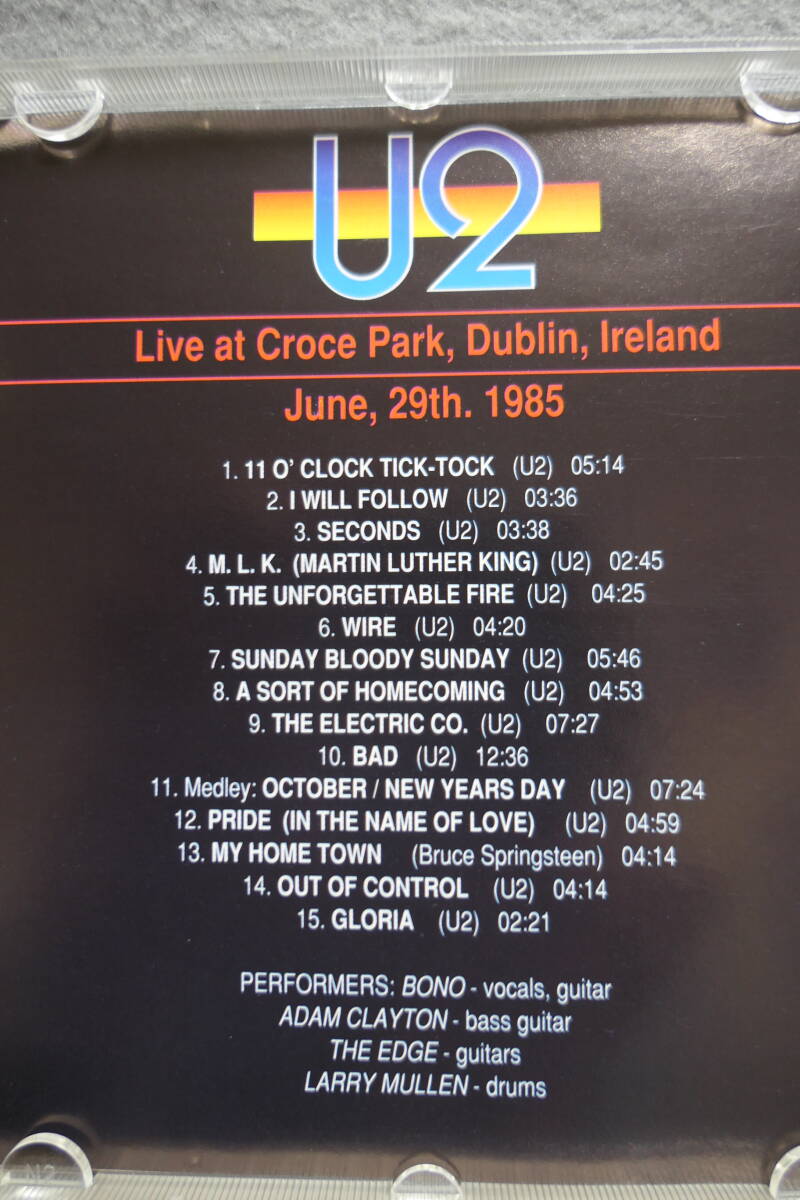 U2
Live at Croce Park, Dublin, Ireland
June, 29th. 1985
1. 11 O' CLOCK TICK-TOCK (U2) 05:14
2. I WILL FOLLOW (U2) 03:36
3. SECONDS (U2) 03:38
4. M. L. K. (MARTIN LUTHER KING) (U2) 02:45
5. THE UNFORGETTABLE FIRE (U2) 04:25
6. WIRE (U2) 04:20
7. SUNDAY BLOODY SUNDAY (U2) 05:46
8. A SORT OF HOMECOMING (U2) 04:53
9. THE ELECTRIC CO. (U2) 07:27
10. BAD (U2) 12:36
11. Medley: OCTOBER / NEW YEARS DAY (U2) 07:24
12. PRIDE (IN THE NAME OF LOVE) (U2) 04:59
13. MY HOME TOWN (Bruce Springsteen) 04:14
14. OUT OF CONTROL (U2) 04:14
15. GLORIA (U2) 02:21
PERFORMERS: BONO - vocals, guitar
ADAM CLAYTON - bass guitar
THE EDGE - guitars
LARRY MULLEN - drums